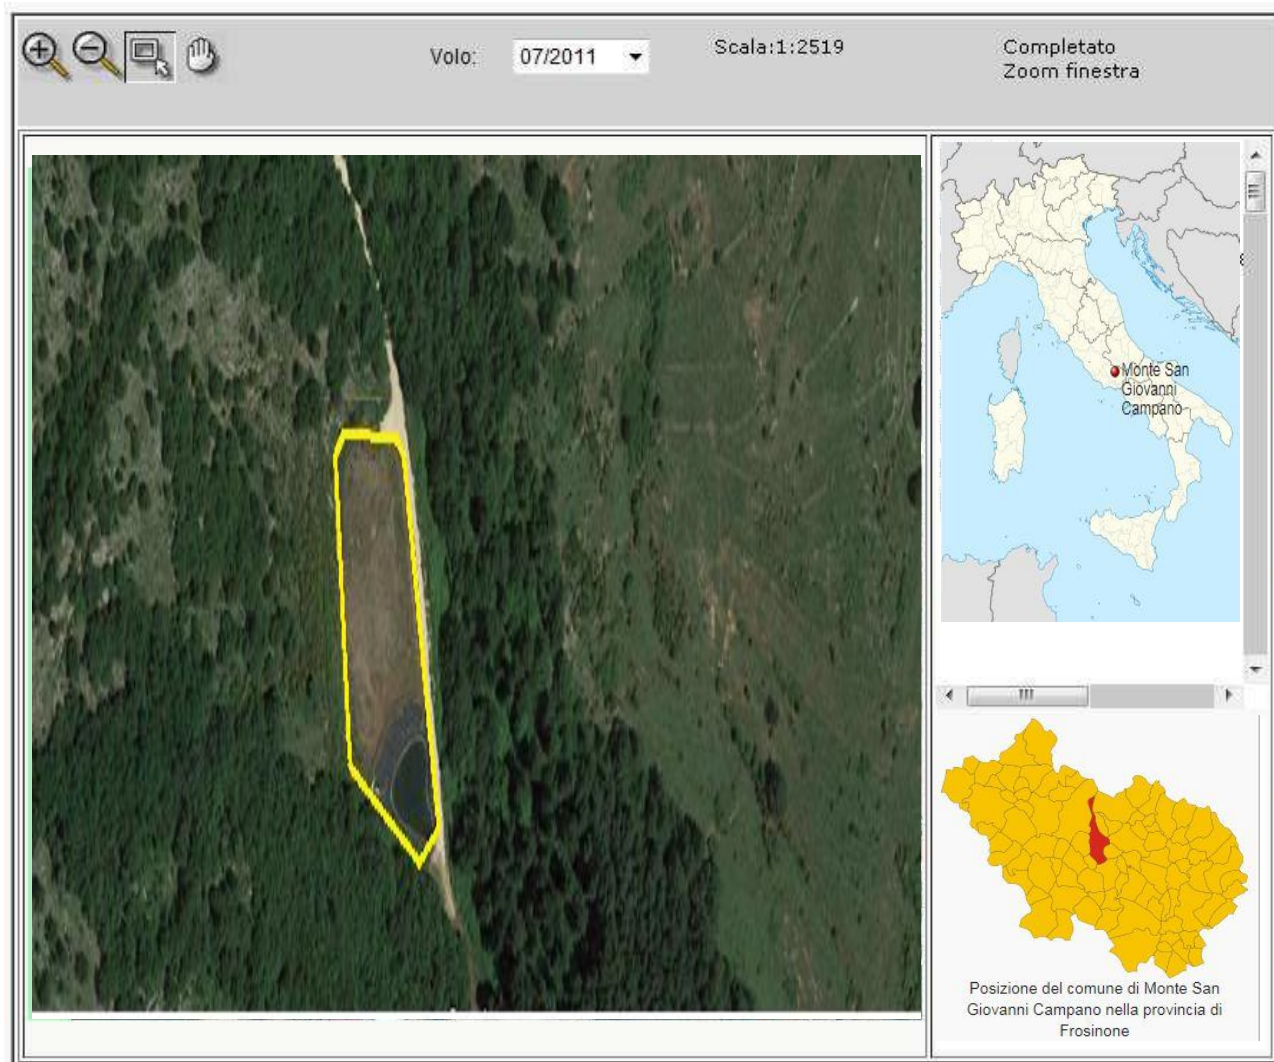 Volo:
07/2011
Scala:1:2519
Completato
Zoom finestra
Monte San
Giovanni
Campano
Posizione del comune di Monte San
Giovanni Campano nella provincia di
Frosinone